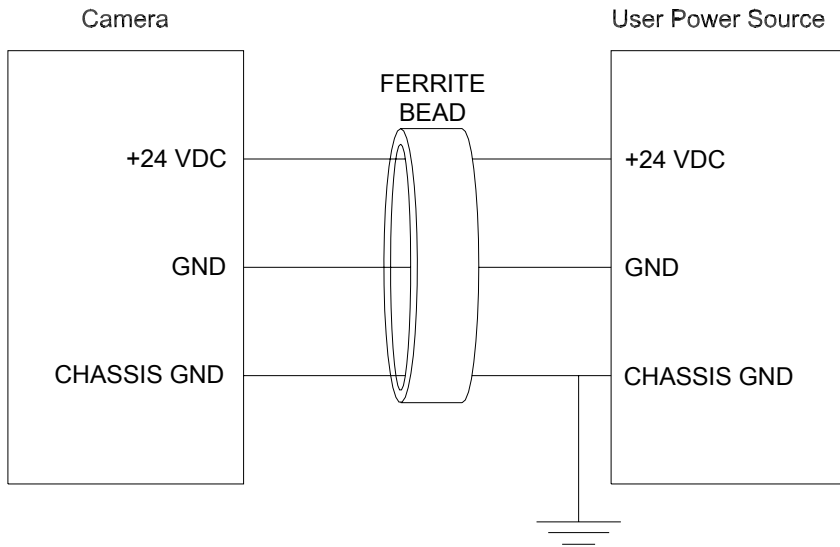 Camera
User Power Source
FERRITE
BEAD
+24 VDC
+24 VDC
GND
GND
CHASSIS GND
CHASSIS GND